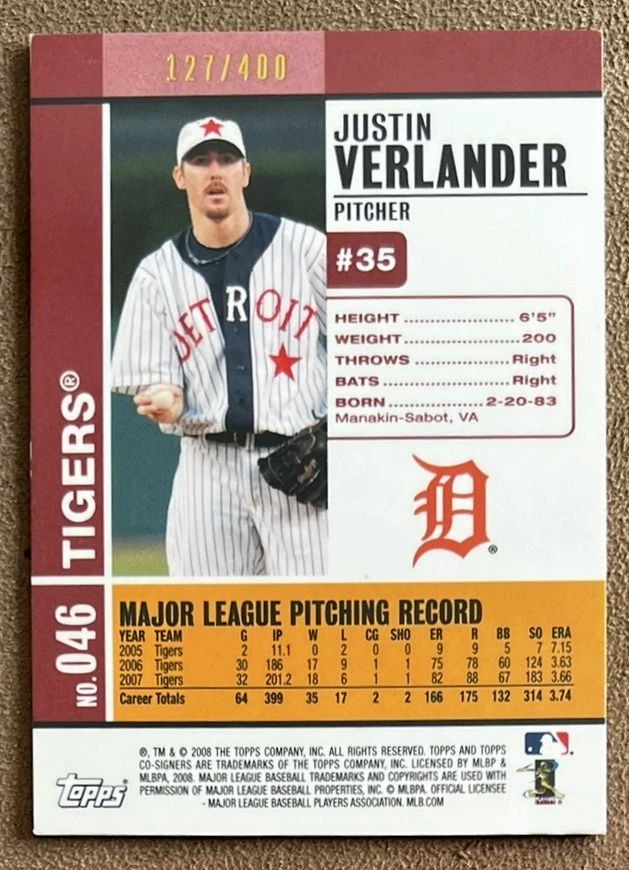 127/400
JUSTIN
VERLANDER
PITCHER
#35
HEIGHT 6'5"
WEIGHT 200
THROWS Right
BATS Right
BORN 2-20-83
Manakin-Sabot, VA
DETROIT
D®
TIGERS®
NO. 046
MAJOR LEAGUE PITCHING RECORD
YEAR TEAM G IP W L CG SHO ER R BB SO ERA
2005 Tigers 2 11.1 0 2 0 0 9 9 5 7 7.15
2006 Tigers 30 186 17 9 1 1 75 78 60 124 3.63
2007 Tigers 32 201.2 18 6 1 1 82 88 67 183 3.66
Career Totals 64 399 35 17 2 2 166 175 132 314 3.74
®, TM & © 2008 THE TOPPS COMPANY, INC. ALL RIGHTS RESERVED. TOPPS AND TOPPS
CO-SIGNERS ARE TRADEMARKS OF THE TOPPS COMPANY, INC. LICENSED BY MLBP &
MLBPA, 2008. MAJOR LEAGUE BASEBALL TRADEMARKS AND COPYRIGHTS ARE USED WITH
PERMISSION OF MAJOR LEAGUE BASEBALL PROPERTIES, INC. © MLBPA. OFFICIAL LICENSEE
- MAJOR LEAGUE BASEBALL PLAYERS ASSOCIATION. MLB.COM
Topps®